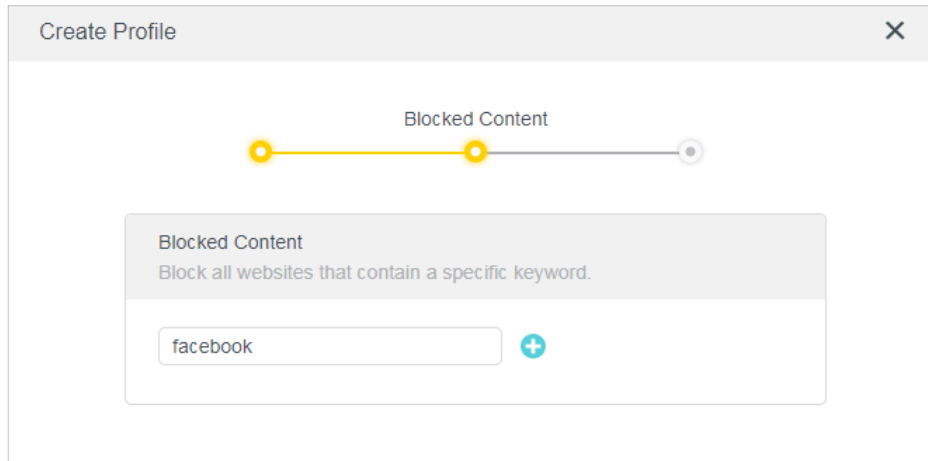 Create Profile
Blocked Content
Blocked Content
Block all websites that contain a specific keyword.
facebook